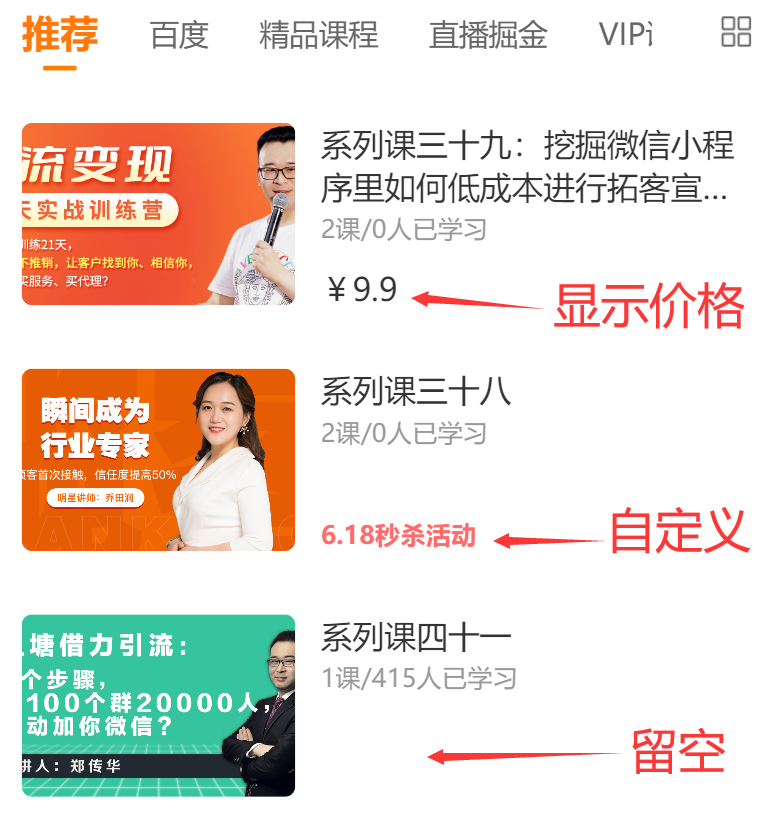 推荐 百度 精品课程 直播掘金 VIP
流变现
天实战训练营
训练21天，
不推销，让客户找到你、相信你，
买服务、买代理？
系列课三十九：挖掘微信小程
序里如何低成本进行拓客宣...
2课/0人已学习
￥9.9
显示价格
瞬间成为
行业专家
顾客首次接触，信任度提高50%
明星讲师：乔田润
系列课三十八
2课/0人已学习
6.18秒杀活动
自定义
塘借力引流：
个步骤，
100个群20000人，
动加你微信？
讲人：郑传华
系列课四十一
1课/415人已学习
留空